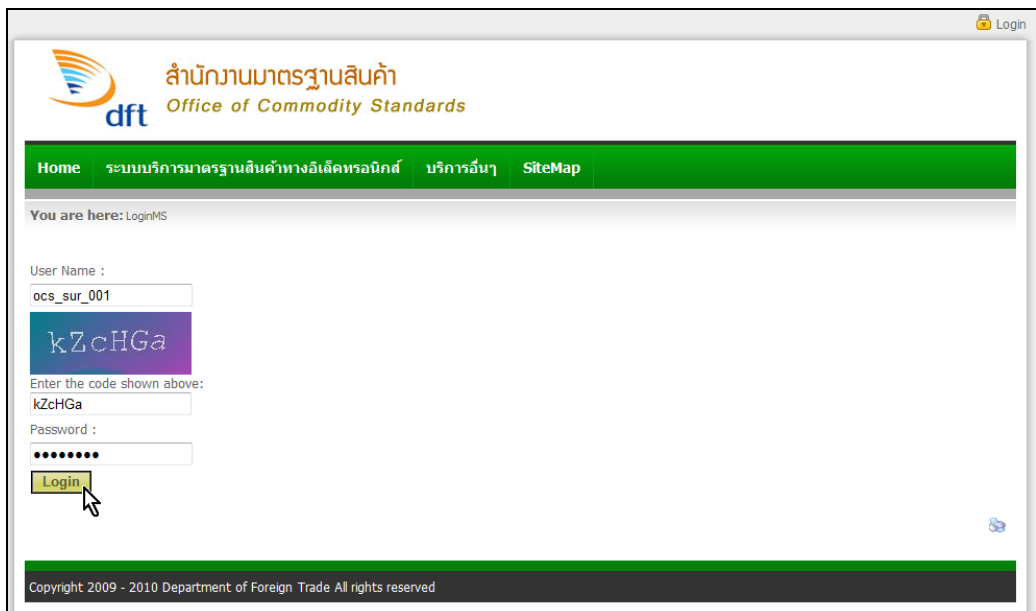 Login
dft
สำนักงานมาตรฐานสินค้า
Office of Commodity Standards
Home ระบบบริการมาตรฐานสินค้าทางอิเล็คทรอนิกส์ บริการอื่นๆ SiteMap
You are here: LoginMS
User Name :
ocs_sur_001
kZcHGa
Enter the code shown above:
kZcHGa
Password :
••••••••
Login
Copyright 2009 - 2010 Department of Foreign Trade All rights reserved